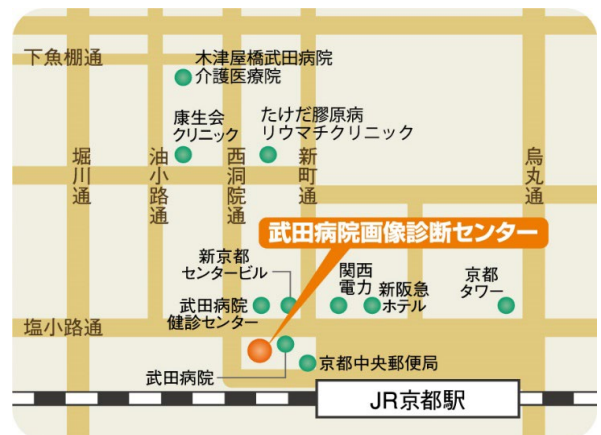 下魚棚通
木津屋橋武田病院
介護医療院
康生会
クリニック
たけだ膠原病
リウマチクリニック
堀川通
油小路通
西洞院通
新町通
烏丸通
武田病院画像診断センター
新京都
センタービル
関西
電力
新阪急
ホテル
京都
タワー
武田病院
健診センター
塩小路通
武田病院
京都中央郵便局
JR京都駅